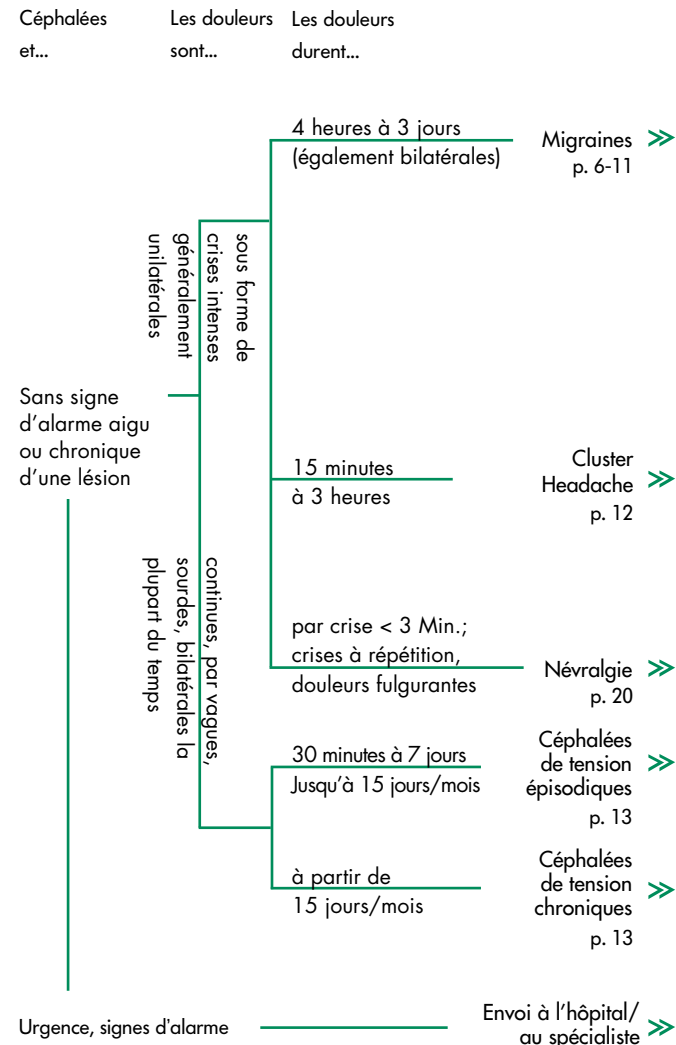 Céphalées
et...
Les douleurs
sont...
Les douleurs
durent...
4 heures à 3 jours
(également bilatérales)
Migraines
p. 6-11
sous forme de
crises intenses
généralement
unilatérales
Sans signe
d’alarme aigu
ou chronique
d’une lésion
15 minutes
à 3 heures
Cluster
Headache
p. 12
continues, par vagues,
sourdes, bilatérales la
plupart du temps
par crise < 3 Min.;
crises à répétition,
douleurs fulgurantes
Névralgie
p. 20
30 minutes à 7 jours
Jusqu’à 15 jours/mois
Céphalées
de tension
épisodiques
p. 13
à partir de
15 jours/mois
Céphalées
de tension
chroniques
p. 13
Urgence, signes d'alarme
Envoi à l’hôpital/
au spécialiste